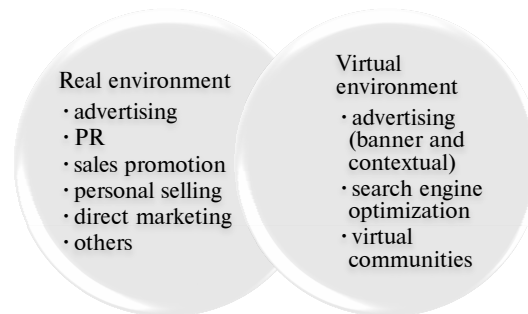 Real environment
· advertising
· PR
· sales promotion
· personal selling
· direct marketing
· others
Virtual
environment
· advertising
(banner and
contextual)
· search engine
optimization
· virtual
communities